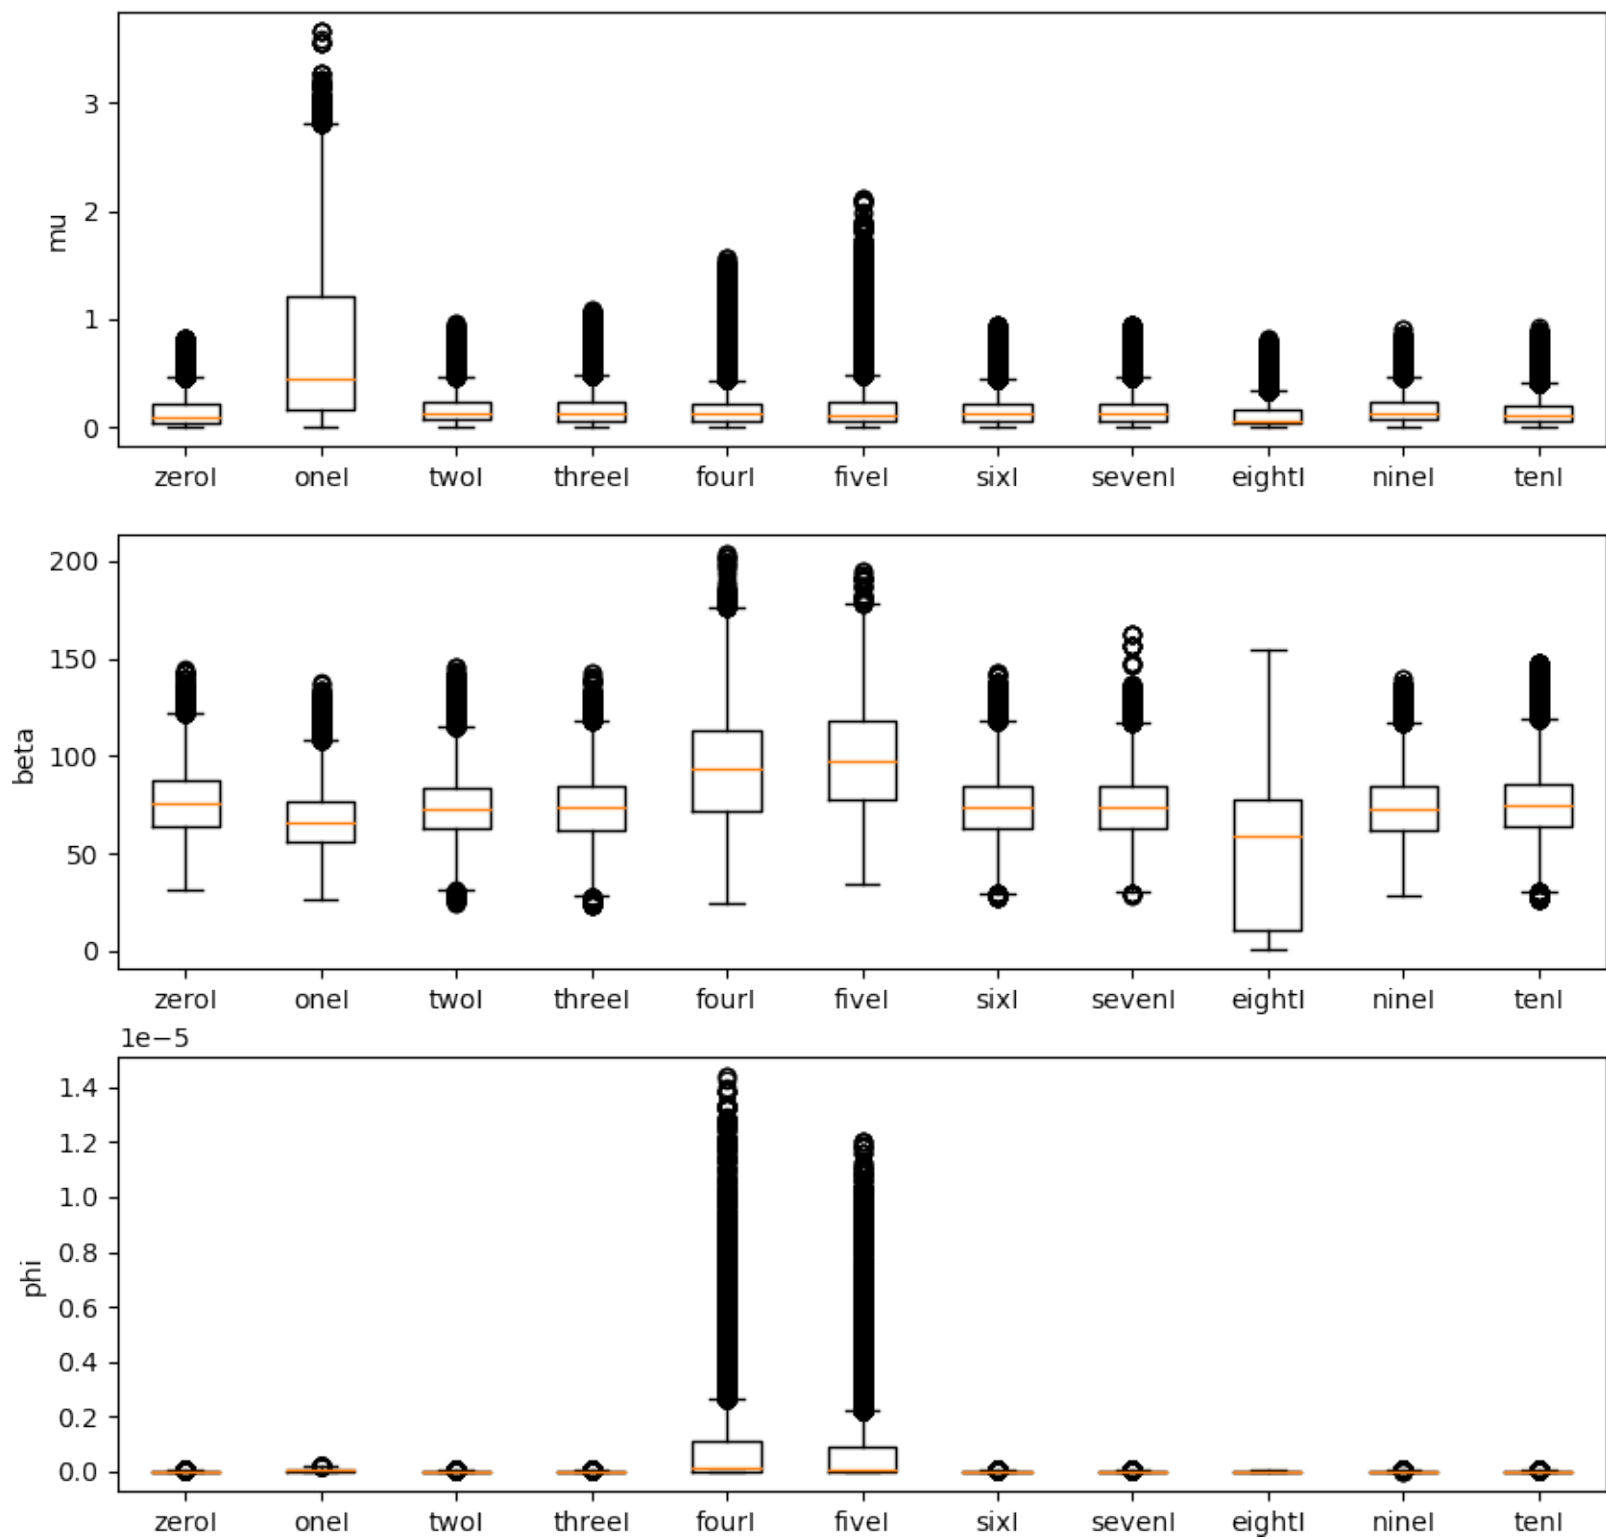 3
2
1
0
mu
zeroI oneI twoI threeI fourI fiveI sixI sevenI eightI nineI tenI
200
150
100
50
0
beta
zeroI oneI twoI threeI fourI fiveI sixI sevenI eightI nineI tenI
1e−5
1.4
1.2
1.0
0.8
0.6
0.4
0.2
0.0
phi
zeroI oneI twoI threeI fourI fiveI sixI sevenI eightI nineI tenI